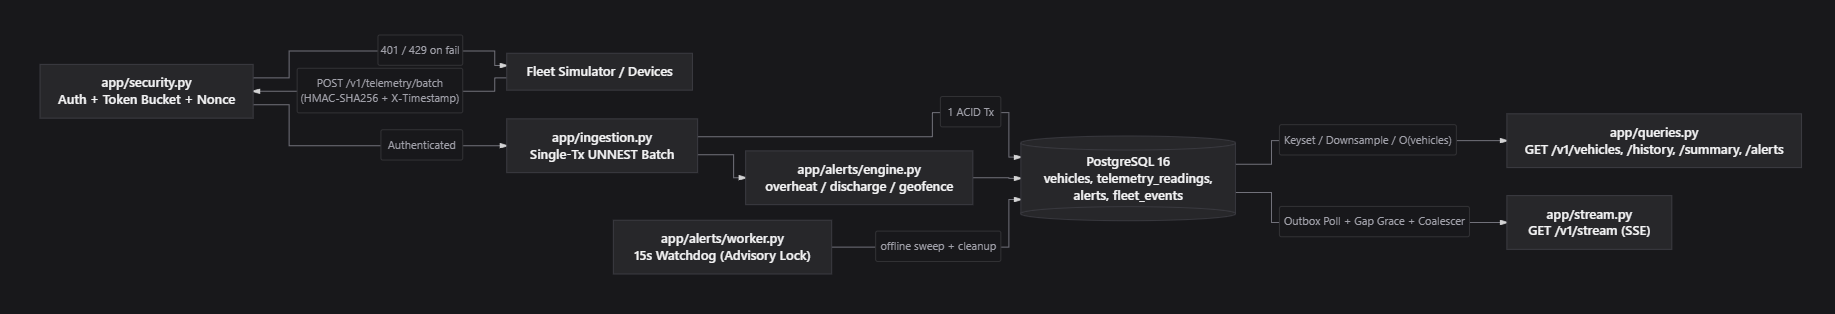 401 / 429 on fail
app/security.py
Auth + Token Bucket + Nonce
POST /v1/telemetry/batch
(HMAC-SHA256 + X-Timestamp)
Fleet Simulator / Devices
Authenticated
app/ingestion.py
Single-Tx UNNEST Batch
1 ACID Tx
app/alerts/engine.py
overheat / discharge / geofence
app/alerts/worker.py
15s Watchdog (Advisory Lock)
offline sweep + cleanup
PostgreSQL 16
vehicles, telemetry_readings,
alerts, fleet_events
Keyset / Downsample / O(vehicles)
app/queries.py
GET /v1/vehicles, /history, /summary, /alerts
Outbox Poll + Gap Grace + Coalescer
app/stream.py
GET /v1/stream (SSE)